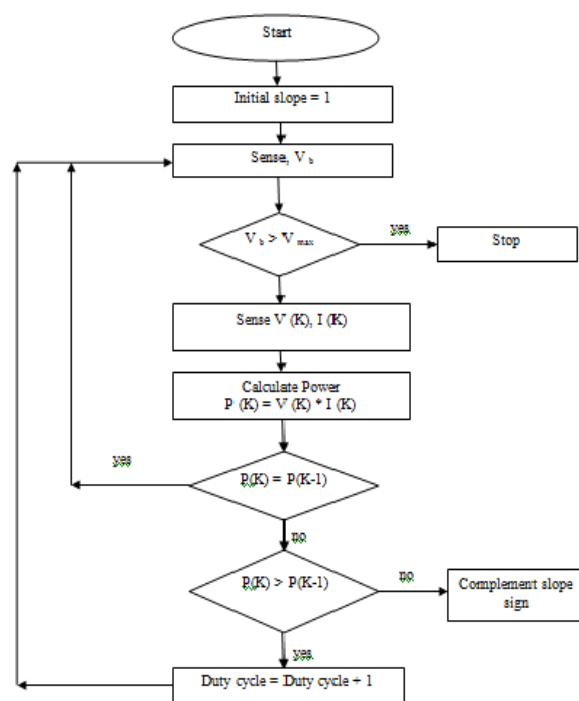 Start
Initial slope = 1
Sense, V b
V b > V max
yes
Stop
Sense V (K), I (K)
Calculate Power
P (K) = V (K) * I (K)
yes
P(K) = P(K-1)
no
P(K) > P(K-1)
no
Complement slope
sign
yes
Duty cycle = Duty cycle + 1